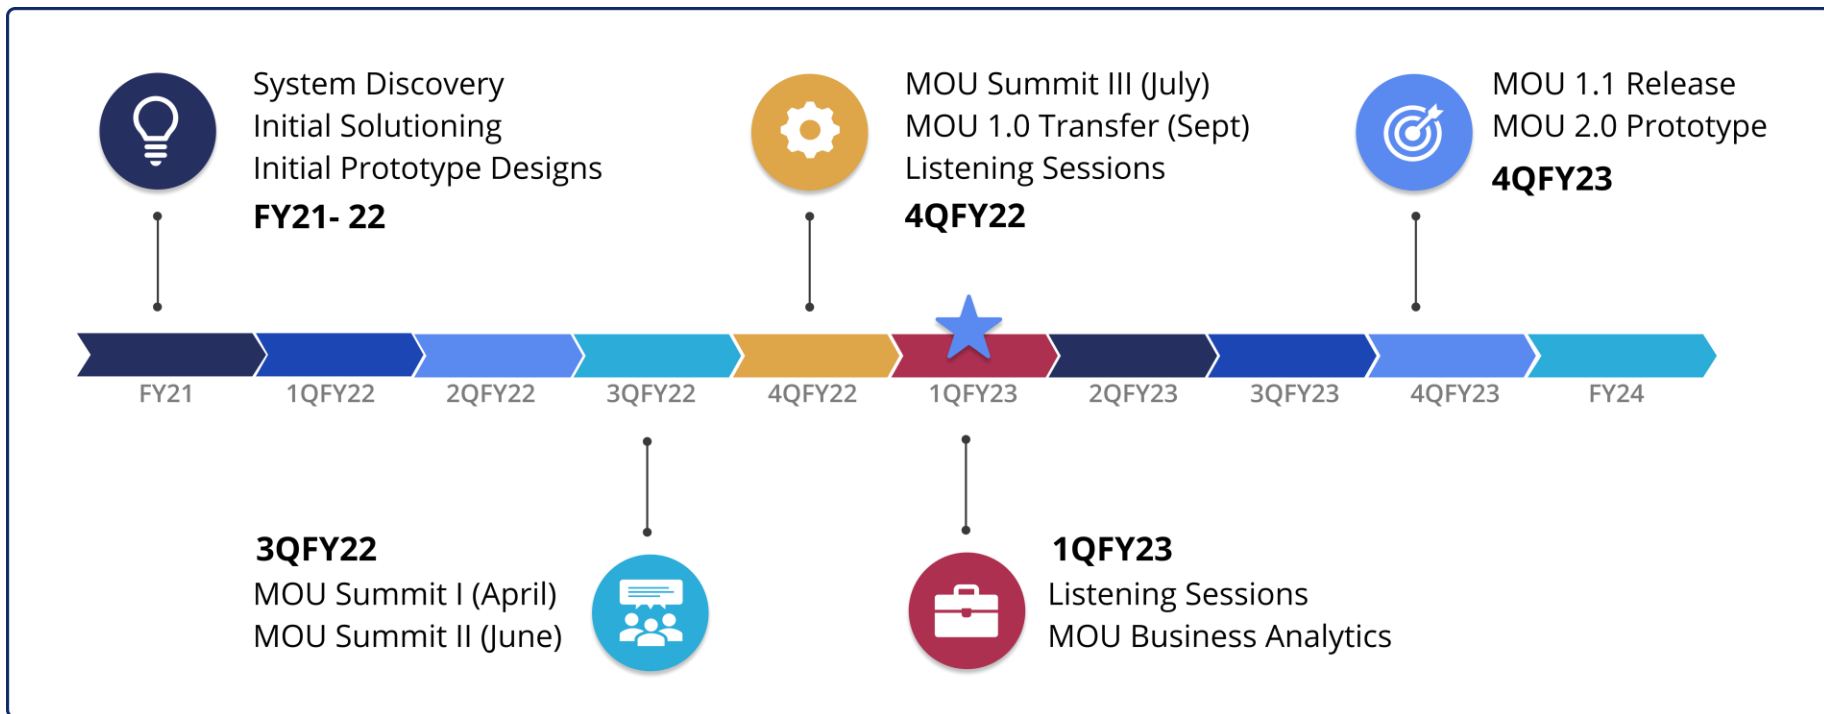 System Discovery
Initial Solutioning
Initial Prototype Designs
FY21- 22
MOU Summit III (July)
MOU 1.0 Transfer (Sept)
Listening Sessions
4QFY22
MOU 1.1 Release
MOU 2.0 Prototype
4QFY23
FY21
1QFY22
2QFY22
3QFY22
4QFY22
1QFY23
2QFY23
3QFY23
4QFY23
FY24
3QFY22
MOU Summit I (April)
MOU Summit II (June)
1QFY23
Listening Sessions
MOU Business Analytics